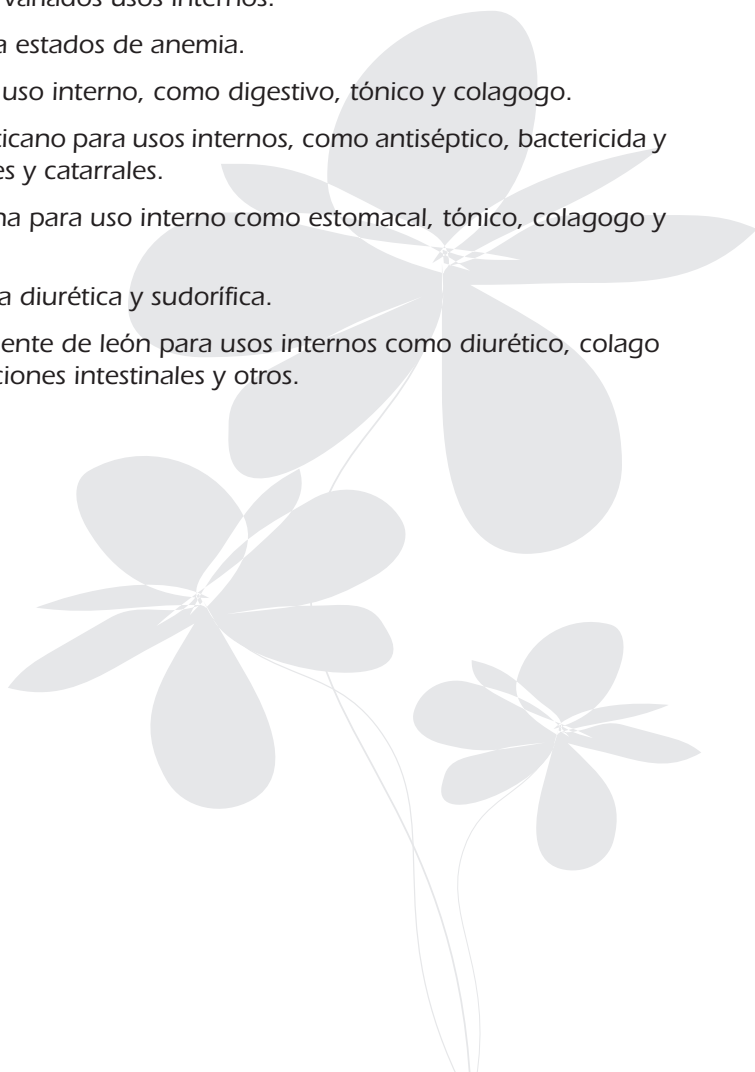 variados usos internos.
a estados de anemia.
uso interno, como digestivo, tónico y colagogo.
icano para usos internos, como antiséptico, bactericida y
es y catarrales.
na para uso interno como estomacal, tónico, colagogo y
a diurética y sudorífica.
ente de león para usos internos como diurético, colago
ciones intestinales y otros.